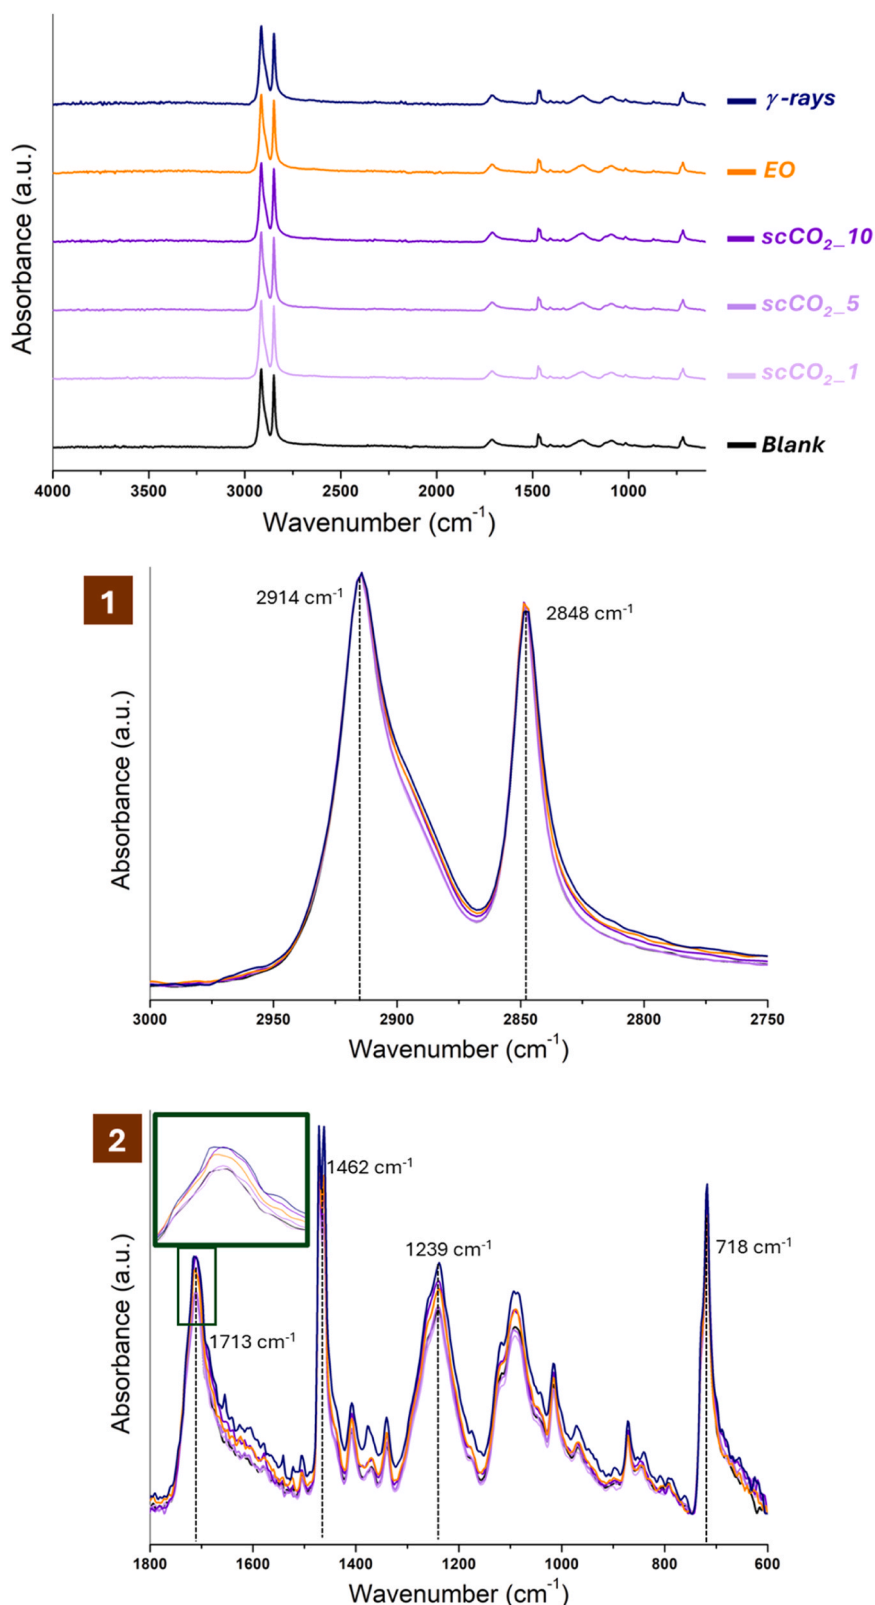 Absorbance (a.u.)
γ-rays
EO
scCO₂_10
scCO₂_5
scCO₂_1
Blank
4000 3500 3000 2500 2000 1500 1000
Wavenumber (cm⁻¹)
1
2914 cm⁻¹
2848 cm⁻¹
Absorbance (a.u.)
3000 2950 2900 2850 2800 2750
Wavenumber (cm⁻¹)
2
1462 cm⁻¹
1239 cm⁻¹
718 cm⁻¹
1713 cm⁻¹
Absorbance (a.u.)
1800 1600 1400 1200 1000 800 600
Wavenumber (cm⁻¹)